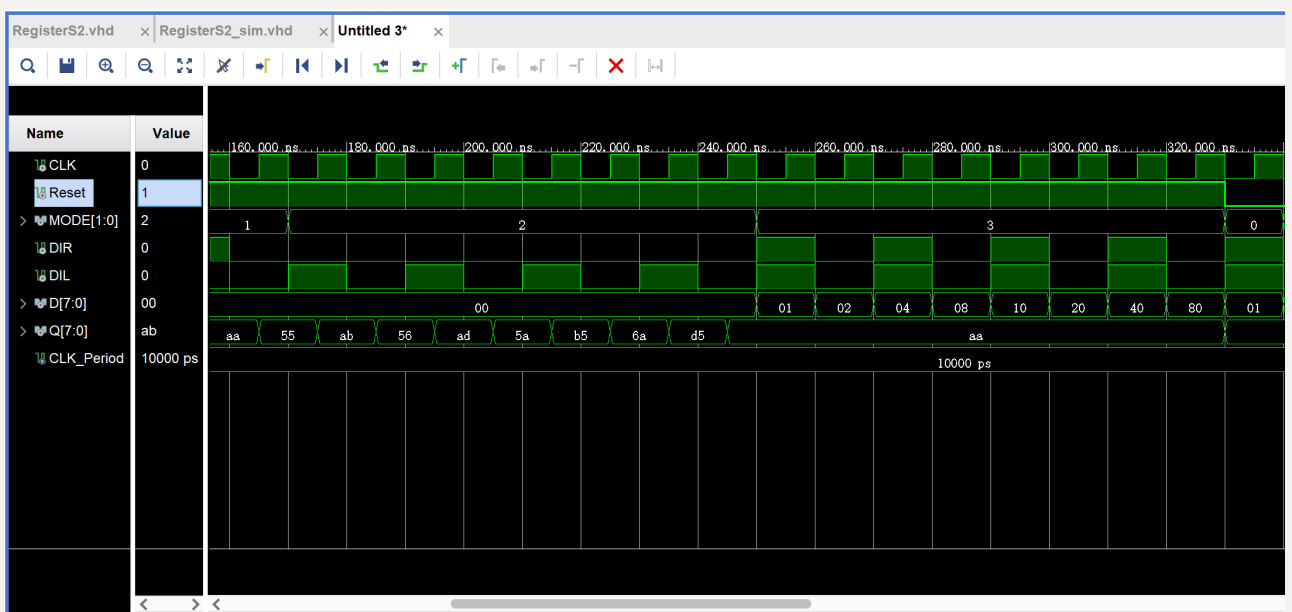 RegisterS2.vhd × RegisterS2_sim.vhd × Untitled 3* ×
Name Value
160.000 ns 180.000 ns 200.000 ns 220.000 ns 240.000 ns 260.000 ns 280.000 ns 300.000 ns 320.000 ns
CLK 0
Reset 1
MODE[1:0] 2 1 2 3 0
DIR 0
DIL 0
D[7:0] 00 00 01 02 04 08 10 20 40 80 01
Q[7:0] ab aa 55 ab 56 ad 5a b5 6a d5 aa
CLK_Period 10000 ps 10000 ps